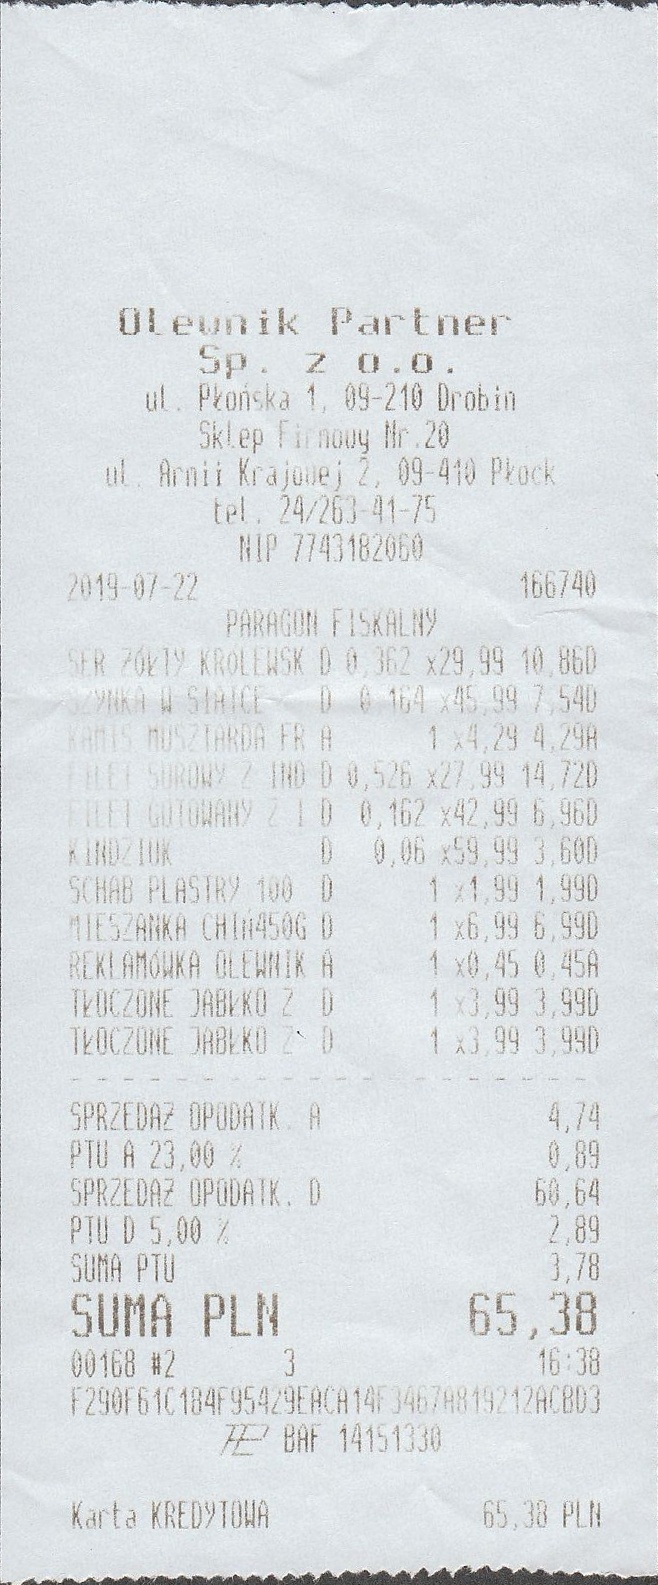 Olewnik Partner
Sp. z o.o.
ul. Płońska 1, 09-210 Drobin
Sklep Firmowy Nr.20
ul. Armii Krajowej 2, 09-410 Płock
tel. 24/263-41-75
NIP 7743182060
2019-07-22 166740
PARAGON FISKALNY
SER ŻÓŁTY KRÓLEWSK D 0,362 x29,99 10,86D
SZYNKA W SIATCE D 0,164 x45,99 7,54D
KAMIS MUSZTARDA FR A 1 x4,29 4,29A
FILET SUROWY Z IND D 0,526 x27,99 14,72D
FILET GOTOWANY Z I D 0,162 x42,99 6,96D
KINDZIUK D 0,06 x59,99 3,60D
SCHAB PLASTRY 100 D 1 x1,99 1,99D
MIESZANKA CHIŃ450G D 1 x6,99 6,99D
REKLAMÓWKA OLEWNIK A 1 x0,45 0,45A
TŁOCZONE JABŁKO Z D 1 x3,99 3,99D
TŁOCZONE JABŁKO Z D 1 x3,99 3,99D
SPRZEDAŻ OPODATK. A 4,74
PTU A 23,00 % 0,89
SPRZEDAŻ OPODATK. D 60,64
PTU D 5,00 % 2,89
SUMA PTU 3,78
SUMA PLN 65,38
00168 #2 3 16:38
F290F61C184F95429EACA14F3467A819212ACBD3
BAF 14151330
Karta KREDYTOWA 65,38 PLN